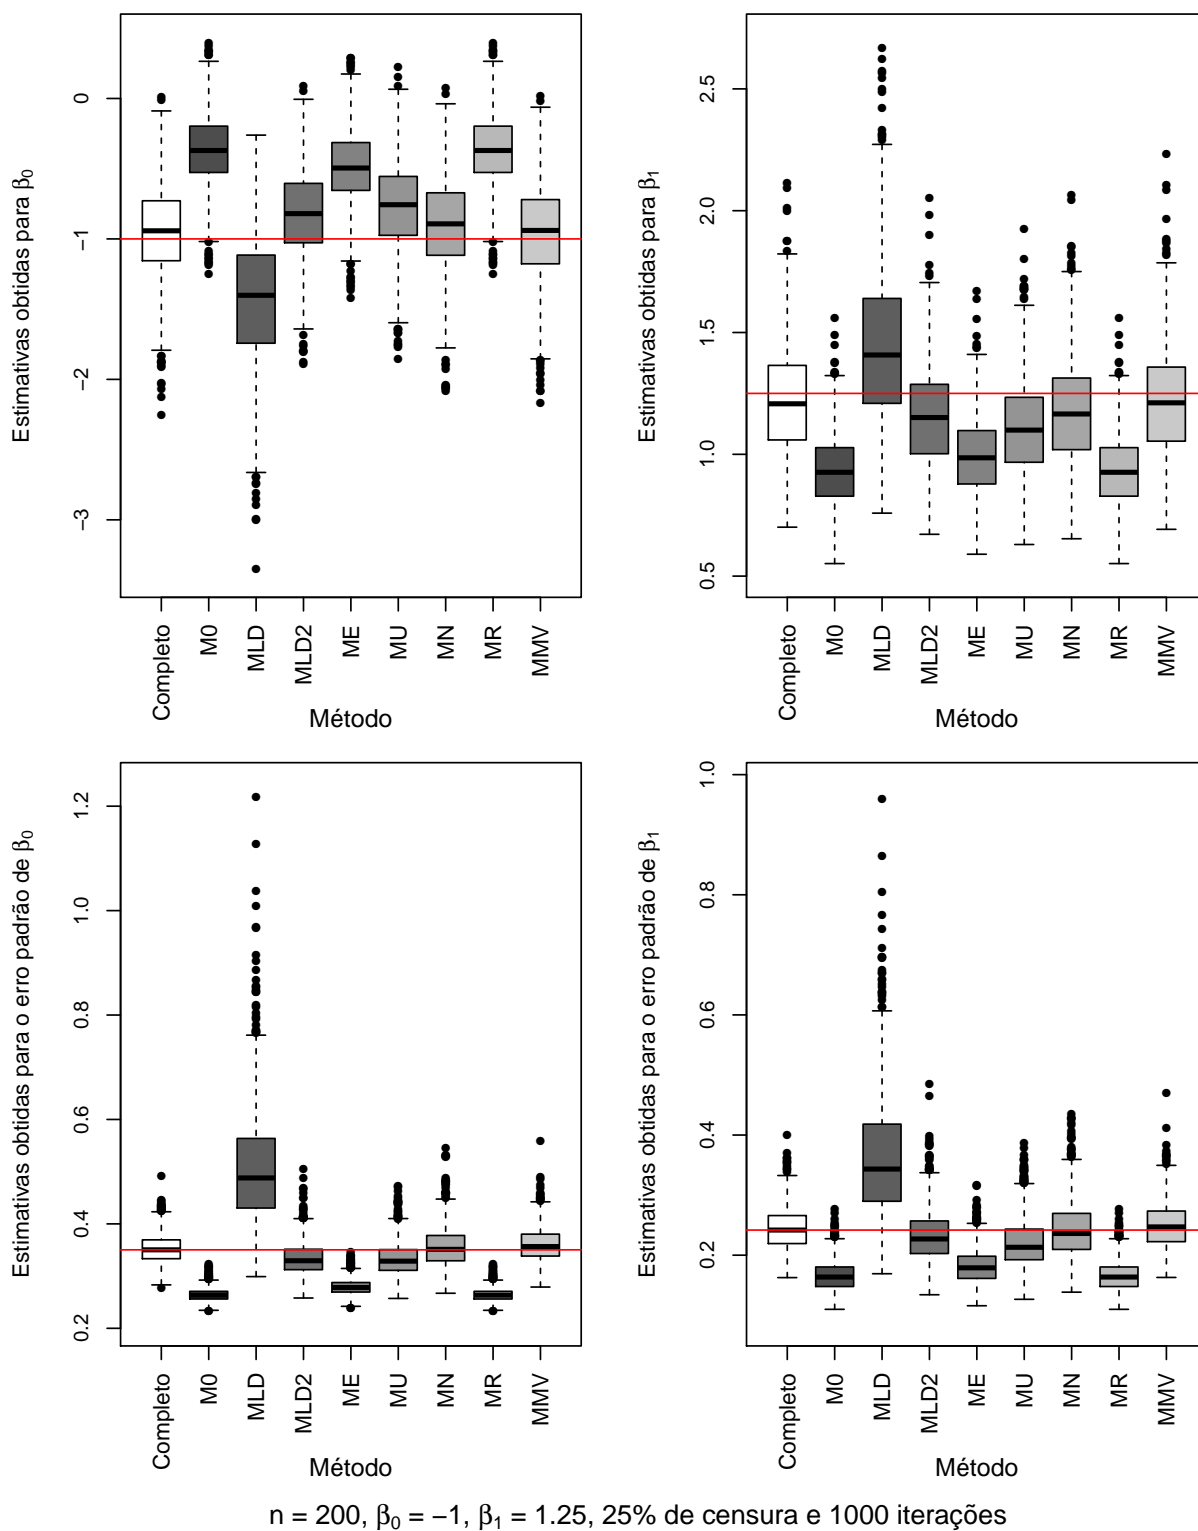 Estimativas obtidas para β0
0
−1
−2
−3
Completo
M0
MLD
MLD2
ME
MU
MN
MR
MMV
Método
Estimativas obtidas para β1
2.5
2.0
1.5
1.0
0.5
Completo
M0
MLD
MLD2
ME
MU
MN
MR
MMV
Método
Estimativas obtidas para o erro padrão de β0
1.2
1.0
0.8
0.6
0.4
0.2
Completo
M0
MLD
MLD2
ME
MU
MN
MR
MMV
Método
Estimativas obtidas para o erro padrão de β1
1.0
0.8
0.6
0.4
0.2
Completo
M0
MLD
MLD2
ME
MU
MN
MR
MMV
Método
n = 200, β0 = −1, β1 = 1.25, 25% de censura e 1000 iterações